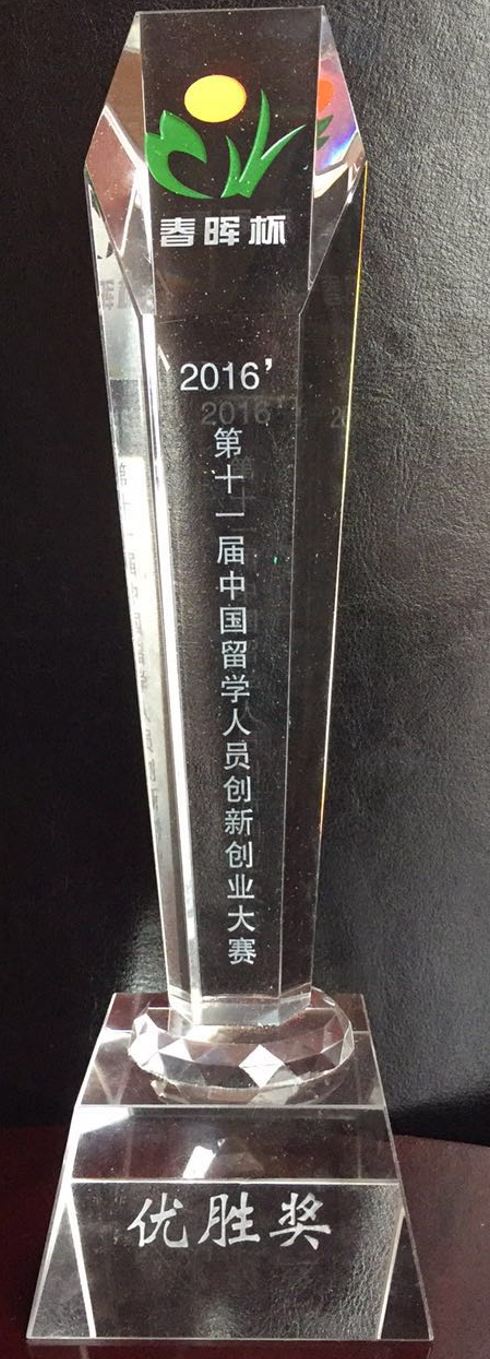 春晖杯
2016’
第十一届中国留学人员创新创业大赛
优胜奖